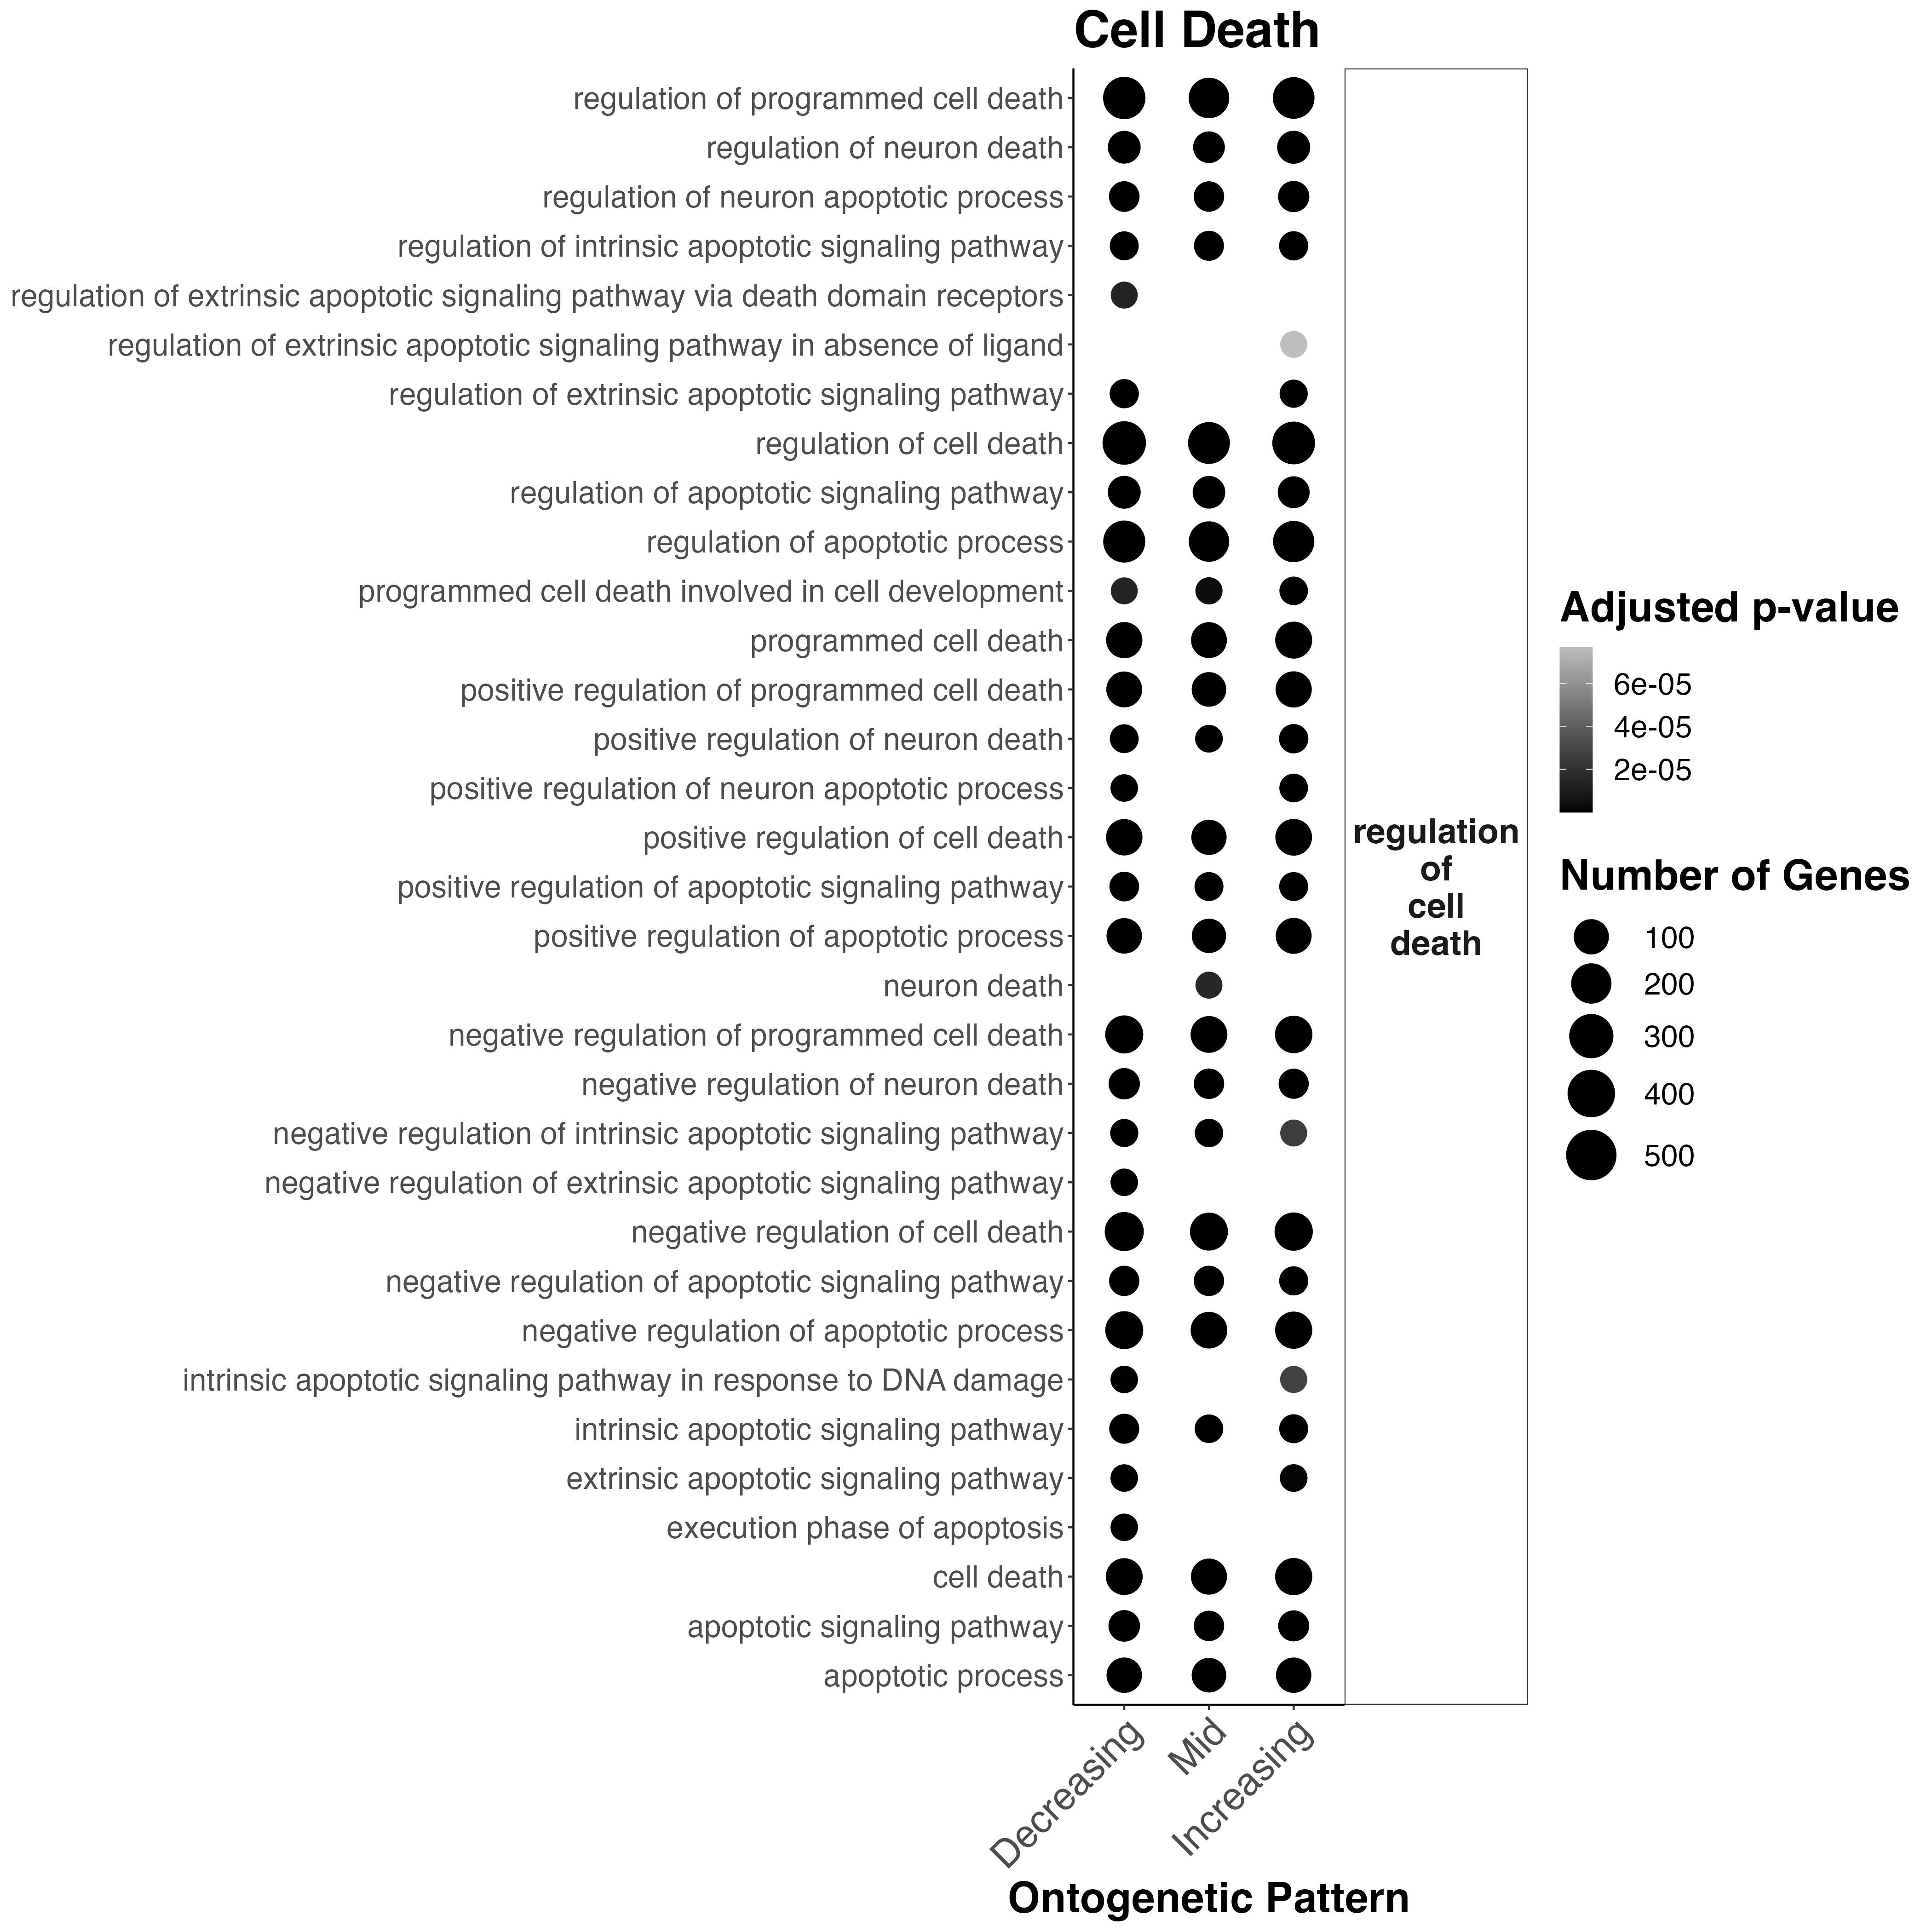 Cell Death
regulation of programmed cell death
regulation of neuron death
regulation of neuron apoptotic process
regulation of intrinsic apoptotic signaling pathway
regulation of extrinsic apoptotic signaling pathway via death domain receptors
regulation of extrinsic apoptotic signaling pathway in absence of ligand
regulation of extrinsic apoptotic signaling pathway
regulation of cell death
regulation of apoptotic signaling pathway
regulation of apoptotic process
programmed cell death involved in cell development
programmed cell death
positive regulation of programmed cell death
positive regulation of neuron death
positive regulation of neuron apoptotic process
positive regulation of cell death
positive regulation of apoptotic signaling pathway
positive regulation of apoptotic process
neuron death
negative regulation of programmed cell death
negative regulation of neuron death
negative regulation of intrinsic apoptotic signaling pathway
negative regulation of extrinsic apoptotic signaling pathway
negative regulation of cell death
negative regulation of apoptotic signaling pathway
negative regulation of apoptotic process
intrinsic apoptotic signaling pathway in response to DNA damage
intrinsic apoptotic signaling pathway
extrinsic apoptotic signaling pathway
execution phase of apoptosis
cell death
apoptotic signaling pathway
apoptotic process
Decreasing
Mid
Increasing
Ontogenetic Pattern
regulation
of
cell
death
Adjusted p-value
6e-05
4e-05
2e-05
Number of Genes
100
200
300
400
500